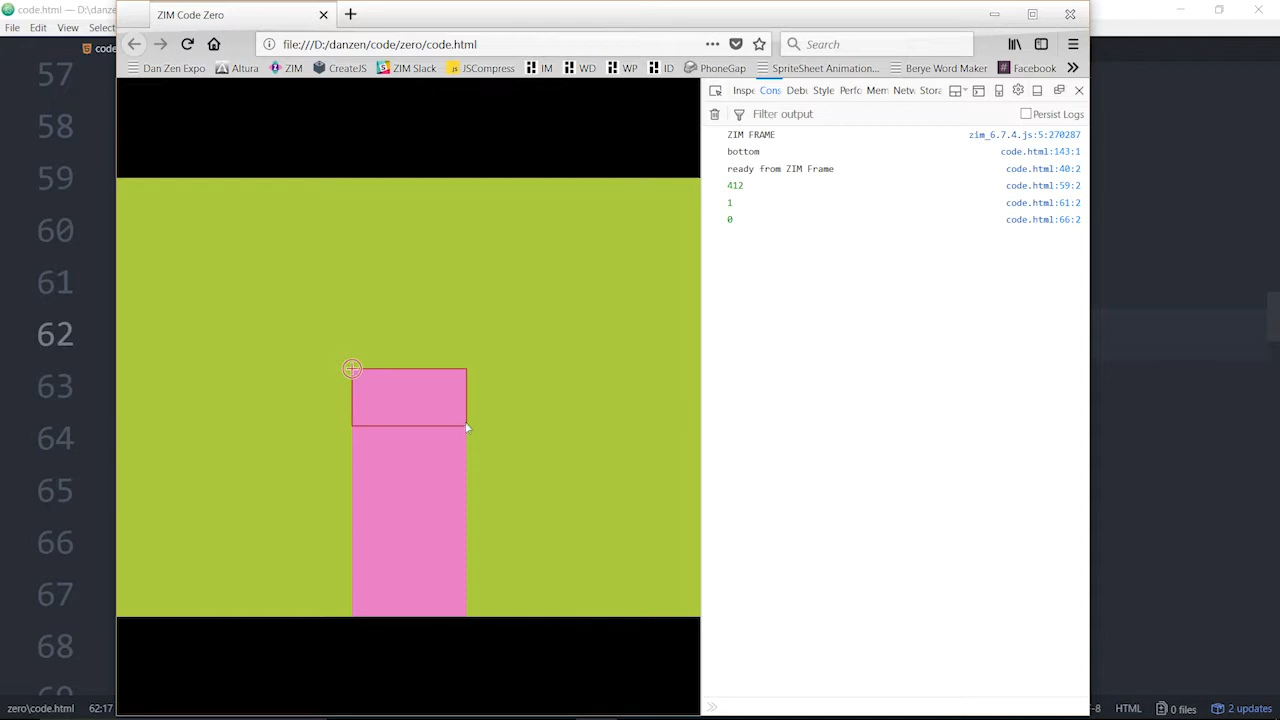 code.html — D:\danzen
File Edit View Select
code
57
58
59
60
61
62
63
64
65
66
67
68
zero\code.html 62:17
ZIM Code Zero
file:///D:/danzen/code/zero/code.html
Search
Dan Zen Expo Altura ZIM CreateJS ZIM Slack JSCompress IM WD WP ID PhoneGap SpriteSheet Animation... Berye Word Maker Facebook
Inspe Cons Debu Style Perfo Mem Netw Stora
Filter output Persist Logs
ZIM FRAME zim_6.7.4.js:5:270287
bottom code.html:143:1
ready from ZIM Frame code.html:40:2
412 code.html:59:2
1 code.html:61:2
0 code.html:66:2
HTML 0 files 2 updates